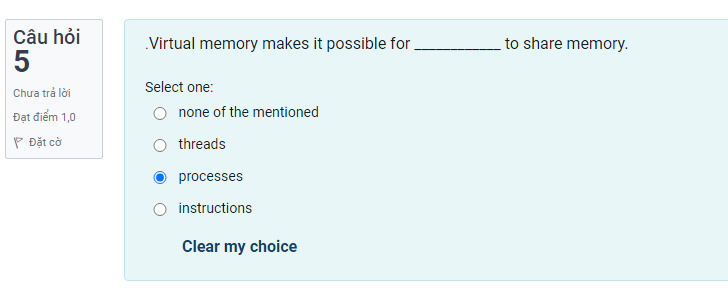 Câu hỏi
5
Chưa trả lời
Đạt điểm 1,0
Đặt cờ
.Virtual memory makes it possible for ____________ to share memory.
Select one:
none of the mentioned
threads
processes
instructions
Clear my choice